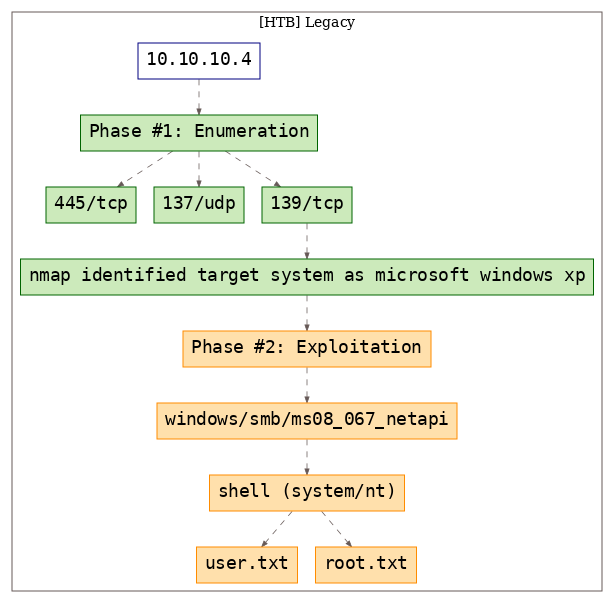 [HTB] Legacy
10.10.10.4
Phase #1: Enumeration
445/tcp
137/udp
139/tcp
nmap identified target system as microsoft windows xp
Phase #2: Exploitation
windows/smb/ms08_067_netapi
shell (system/nt)
user.txt
root.txt